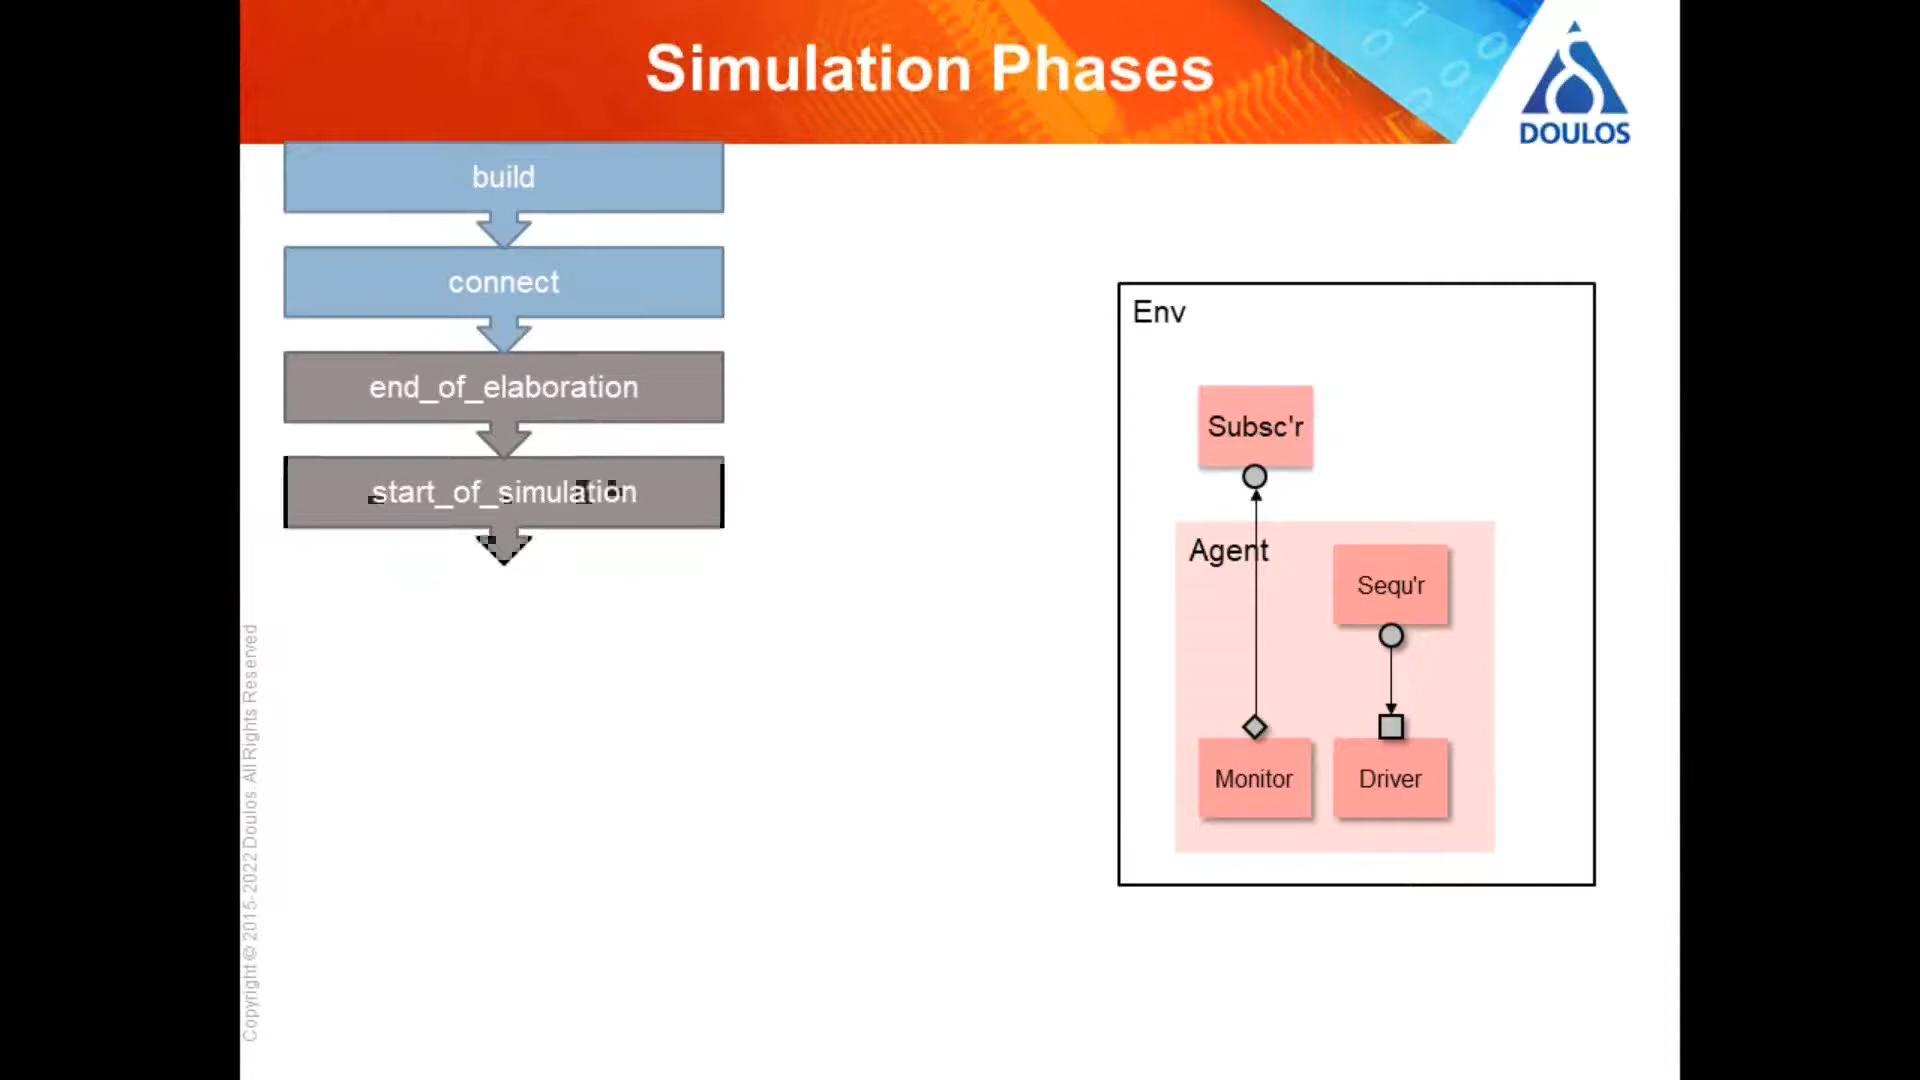 Simulation Phases
DOULOS
build
connect
end_of_elaboration
start_of_simulation
Env
Subsc'r
Agent
Sequ'r
Monitor
Driver
Copyright © 2015-2022 Doulos. All Rights Reserved